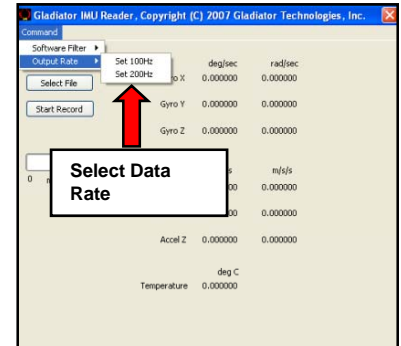 Gladiator IMU Reader, Copyright (C) 2007 Gladiator Technologies, Inc.
Command
Software Filter
Output Rate
Set 100Hz
Set 200Hz
deg/sec rad/sec
o X 0.000000 0.000000
Select File
Start Record
Gyro Y 0.000000 0.000000
Gyro Z 0.000000 0.000000
Select Data
Rate
s m/s/s
0 00 0.000000
00 0.000000
Accel Z 0.000000 0.000000
deg C
Temperature 0.000000